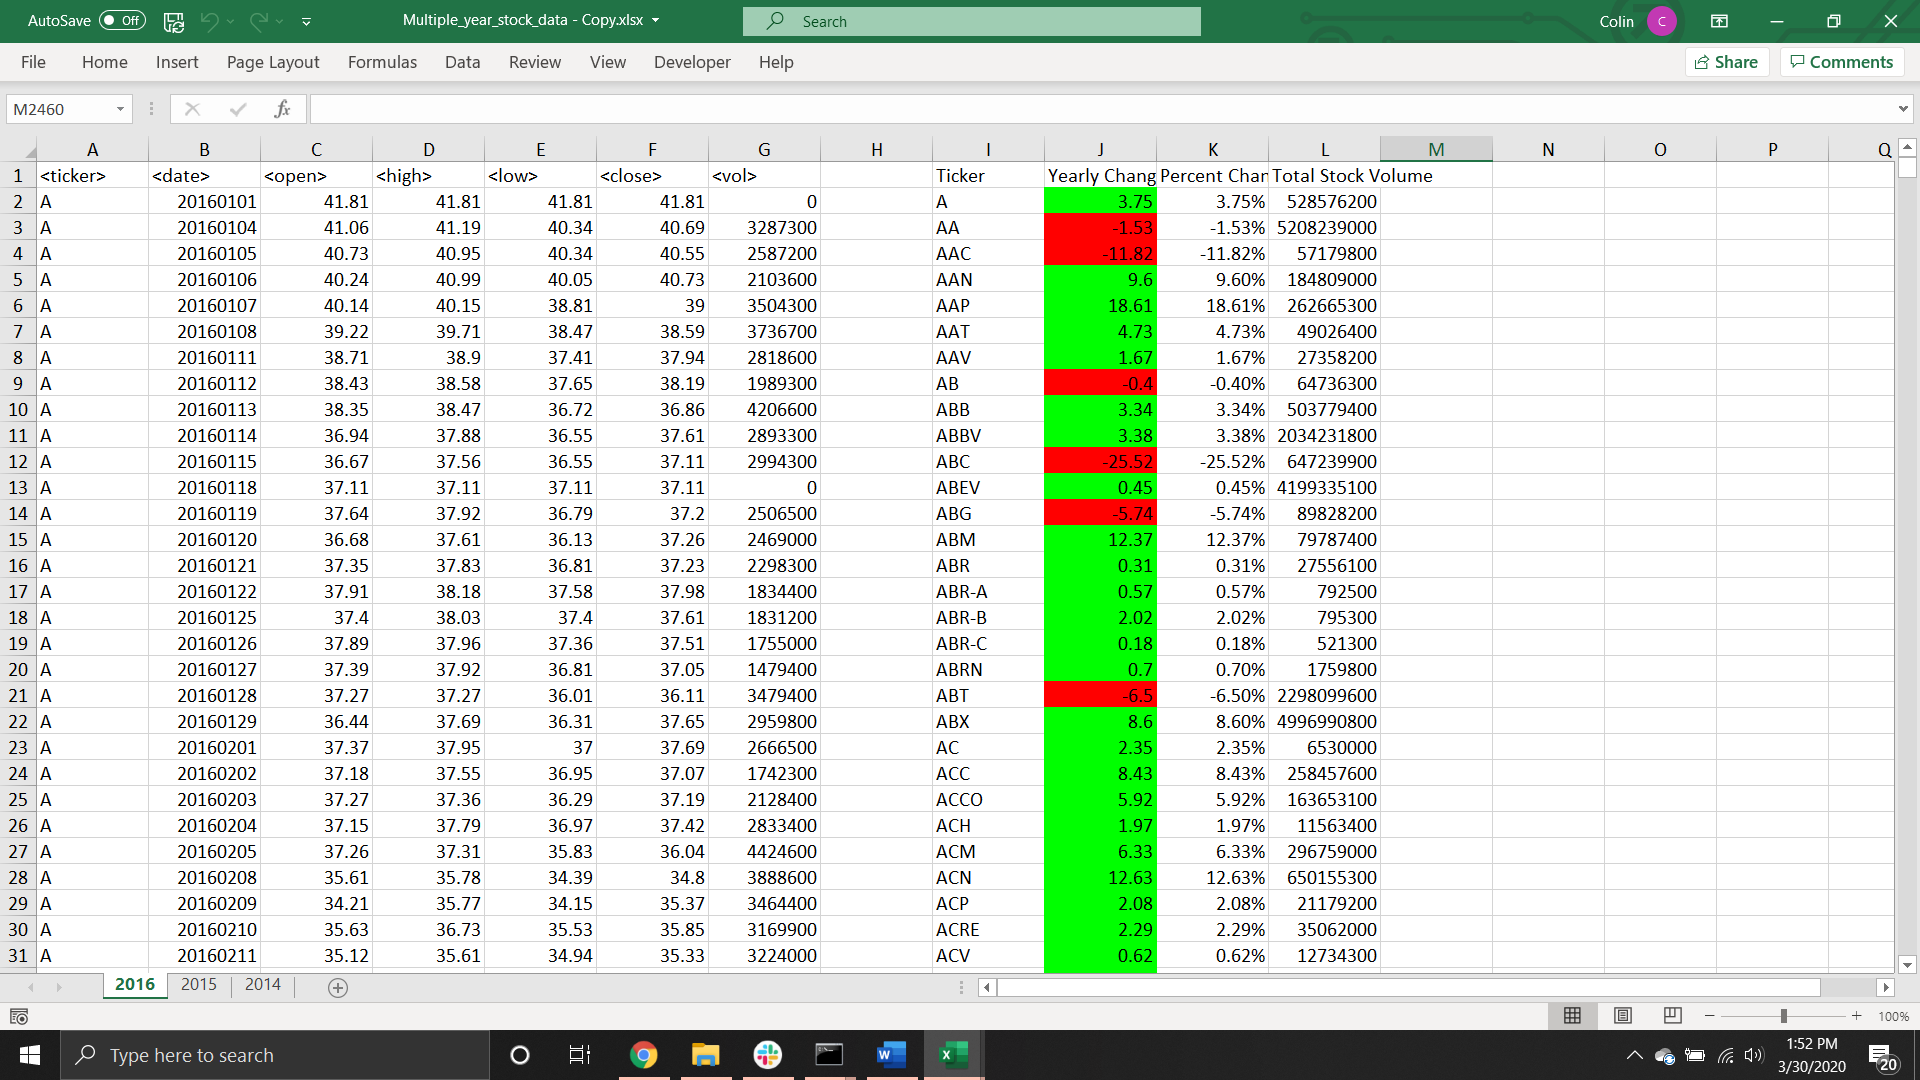 AutoSave Off Multiple_year_stock_data - Copy.xlsx Search Colin C
File Home Insert Page Layout Formulas Data Review View Developer Help Share Comments
M2460 fx
A B C D E F G H I J K L M N O P Q
1 <ticker> <date> <open> <high> <low> <close> <vol> Ticker Yearly Chang Percent Char Total Stock Volume
2 A 20160101 41.81 41.81 41.81 41.81 0 A 3.75 3.75% 528576200
3 A 20160104 41.06 41.19 40.34 40.69 3287300 AA -1.53 -1.53% 5208239000
4 A 20160105 40.73 40.95 40.34 40.55 2587200 AAC -11.82 -11.82% 57179800
5 A 20160106 40.24 40.99 40.05 40.73 2103600 AAN 9.6 9.60% 184809000
6 A 20160107 40.14 40.15 38.81 39 3504300 AAP 18.61 18.61% 262665300
7 A 20160108 39.22 39.71 38.47 38.59 3736700 AAT 4.73 4.73% 49026400
8 A 20160111 38.71 38.9 37.41 37.94 2818600 AAV 1.67 1.67% 27358200
9 A 20160112 38.43 38.58 37.65 38.19 1989300 AB -0.4 -0.40% 64736300
10 A 20160113 38.35 38.47 36.72 36.86 4206600 ABB 3.34 3.34% 503779400
11 A 20160114 36.94 37.88 36.55 37.61 2893300 ABBV 3.38 3.38% 2034231800
12 A 20160115 36.67 37.56 36.55 37.11 2994300 ABC -25.52 -25.52% 647239900
13 A 20160118 37.11 37.11 37.11 37.11 0 ABEV 0.45 0.45% 4199335100
14 A 20160119 37.64 37.92 36.79 37.2 2506500 ABG -5.74 -5.74% 89828200
15 A 20160120 36.68 37.61 36.13 37.26 2469000 ABM 12.37 12.37% 79787400
16 A 20160121 37.35 37.83 36.81 37.23 2298300 ABR 0.31 0.31% 27556100
17 A 20160122 37.91 38.18 37.58 37.98 1834400 ABR-A 0.57 0.57% 792500
18 A 20160125 37.4 38.03 37.4 37.61 1831200 ABR-B 2.02 2.02% 795300
19 A 20160126 37.89 37.96 37.36 37.51 1755000 ABR-C 0.18 0.18% 521300
20 A 20160127 37.39 37.92 36.81 37.05 1479400 ABRN 0.7 0.70% 1759800
21 A 20160128 37.27 37.27 36.01 36.11 3479400 ABT -6.5 -6.50% 2298099600
22 A 20160129 36.44 37.69 36.31 37.65 2959800 ABX 8.6 8.60% 4996990800
23 A 20160201 37.37 37.95 37 37.69 2666500 AC 2.35 2.35% 6530000
24 A 20160202 37.18 37.55 36.95 37.07 1742300 ACC 8.43 8.43% 258457600
25 A 20160203 37.27 37.36 36.29 37.19 2128400 ACCO 5.92 5.92% 163653100
26 A 20160204 37.15 37.79 36.97 37.42 2833400 ACH 1.97 1.97% 11563400
27 A 20160205 37.26 37.31 35.83 36.04 4424600 ACM 6.33 6.33% 296759000
28 A 20160208 35.61 35.78 34.39 34.8 3888600 ACN 12.63 12.63% 650155300
29 A 20160209 34.21 35.77 34.15 35.37 3464400 ACP 2.08 2.08% 21179200
30 A 20160210 35.63 36.73 35.53 35.85 3169900 ACRE 2.29 2.29% 35062000
31 A 20160211 35.12 35.61 34.94 35.33 3224000 ACV 0.62 0.62% 12734300
2016 2015 2014
100%
Type here to search 1:52 PM
3/30/2020 20